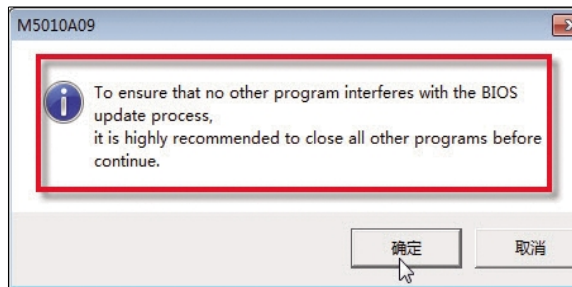 M5010A09
To ensure that no other program interferes with the BIOS
update process,
it is highly recommended to close all other programs before
continue.
确定
取消